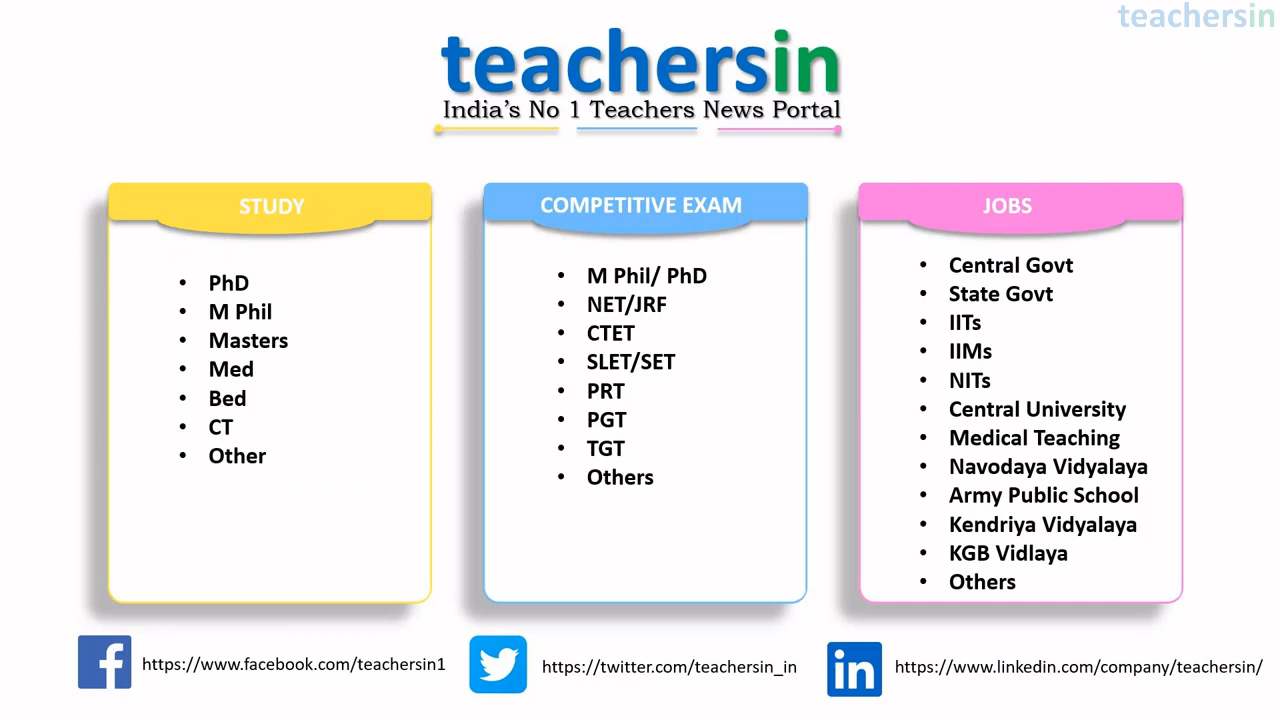 teachersin
teachersin
India's No 1 Teachers News Portal
STUDY
• PhD
• M Phil
• Masters
• Med
• Bed
• CT
• Other
COMPETITIVE EXAM
• M Phil/ PhD
• NET/JRF
• CTET
• SLET/SET
• PRT
• PGT
• TGT
• Others
JOBS
• Central Govt
• State Govt
• IITs
• IIMs
• NITs
• Central University
• Medical Teaching
• Navodaya Vidyalaya
• Army Public School
• Kendriya Vidyalaya
• KGB Vidlaya
• Others
f https://www.facebook.com/teachersin1
https://twitter.com/teachersin_in
in https://www.linkedin.com/company/teachersin/